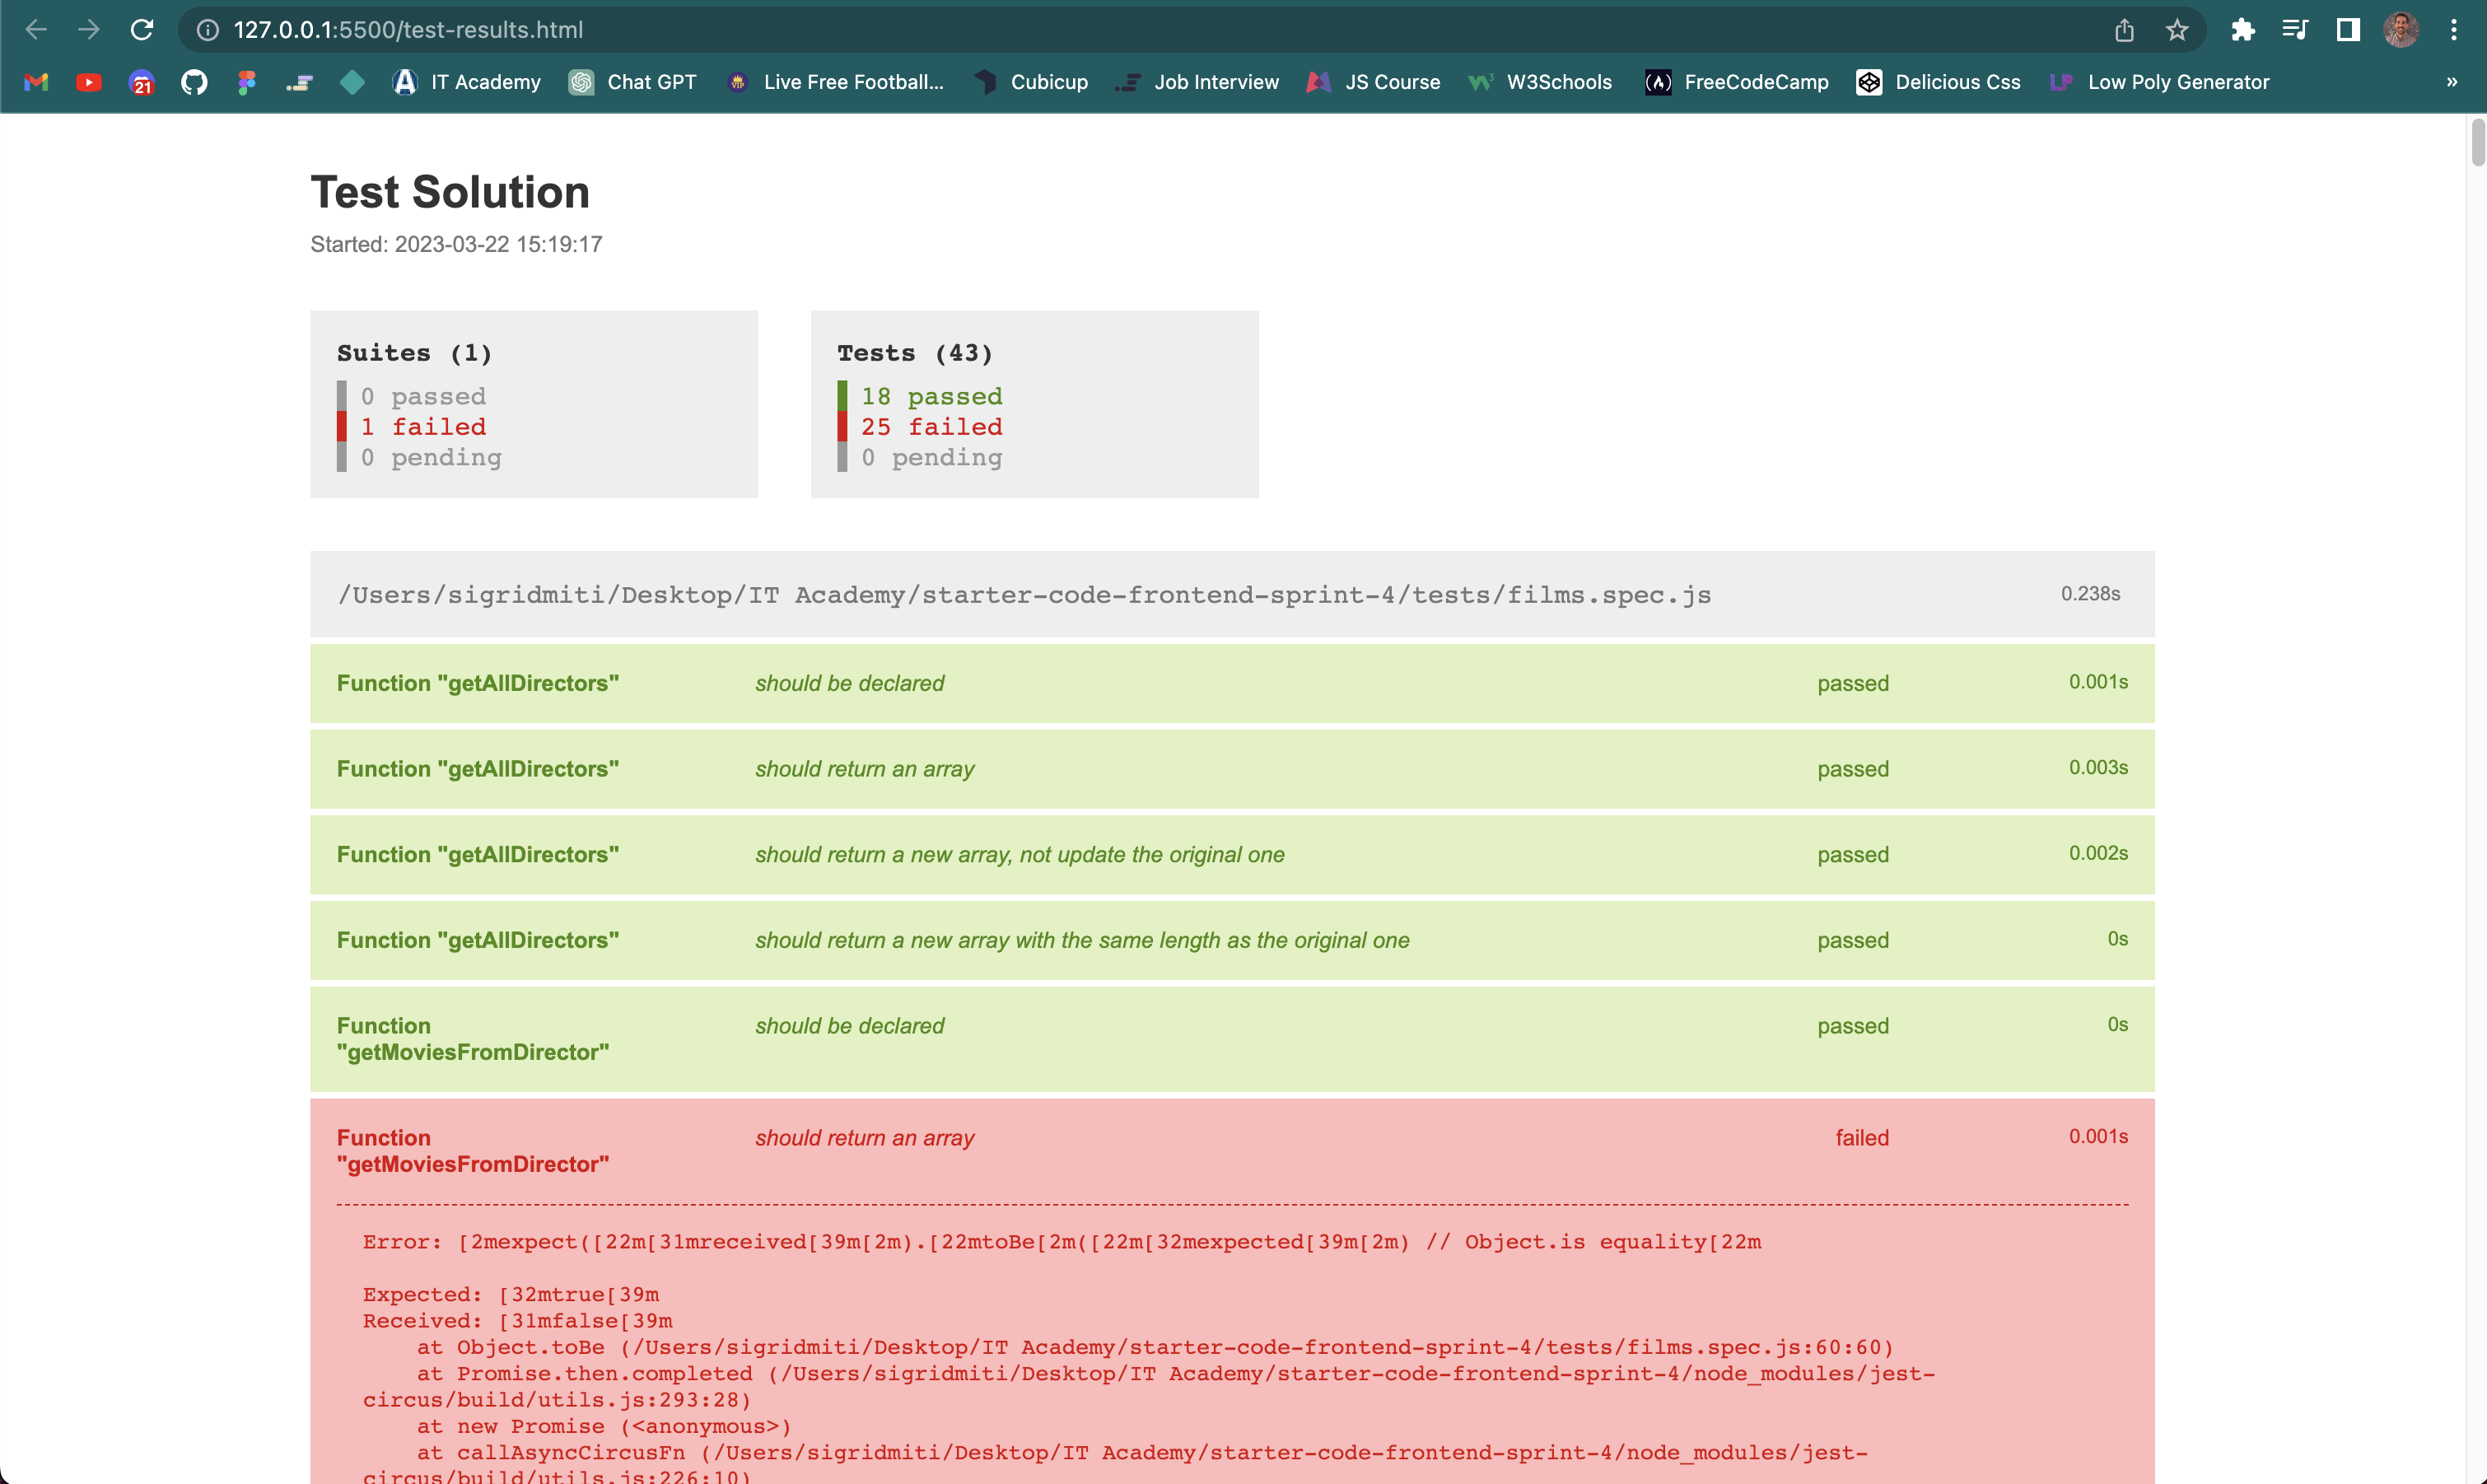 127.0.0.1:5500/test-results.html
21
IT Academy
Chat GPT
VIP
Live Free Football...
Cubicup
Job Interview
JS Course
W3Schools
FreeCodeCamp
Delicious Css
LP
Low Poly Generator
»
Test Solution
Started: 2023-03-22 15:19:17
Suites (1)
0 passed
1 failed
0 pending
Tests (43)
18 passed
25 failed
0 pending
/Users/sigridmiti/Desktop/IT Academy/starter-code-frontend-sprint-4/tests/films.spec.js 0.238s
Function "getAllDirectors" should be declared passed 0.001s
Function "getAllDirectors" should return an array passed 0.003s
Function "getAllDirectors" should return a new array, not update the original one passed 0.002s
Function "getAllDirectors" should return a new array with the same length as the original one passed 0s
Function should be declared passed 0s
"getMoviesFromDirector"
Function should return an array failed 0.001s
"getMoviesFromDirector"
Error: [2mexpect([22m[31mreceived[39m[2m).[22mtoBe[2m([22m[32mexpected[39m[2m) // Object.is equality[22m
Expected: [32mtrue[39m
Received: [31mfalse[39m
at Object.toBe (/Users/sigridmiti/Desktop/IT Academy/starter-code-frontend-sprint-4/tests/films.spec.js:60:60)
at Promise.then.completed (/Users/sigridmiti/Desktop/IT Academy/starter-code-frontend-sprint-4/node_modules/jest-
circus/build/utils.js:293:28)
at new Promise (<anonymous>)
at callAsyncCircusFn (/Users/sigridmiti/Desktop/IT Academy/starter-code-frontend-sprint-4/node_modules/jest-
circus/build/utils.js:226:10)